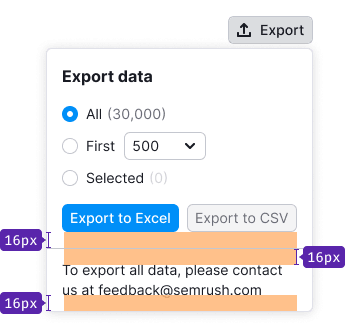 Export
Export data
All (30,000)
First 500
Selected (0)
Export to Excel Export to CSV
16px
16px
To export all data, please contact
us at feedback@semrush.com
16px